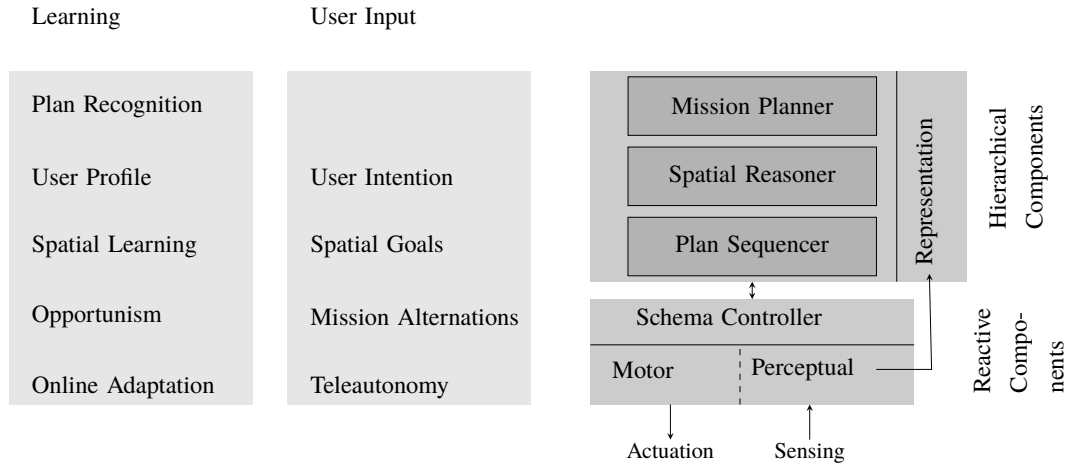 Learning
User Input
Plan Recognition
User Profile
Spatial Learning
Opportunism
Online Adaptation
User Intention
Spatial Goals
Mission Alternations
Teleautonomy
Mission Planner
Spatial Reasoner
Plan Sequencer
Representation
Hierarchical
Components
Schema Controller
Motor
Perceptual
Reactive
Compo-
nents
Actuation
Sensing